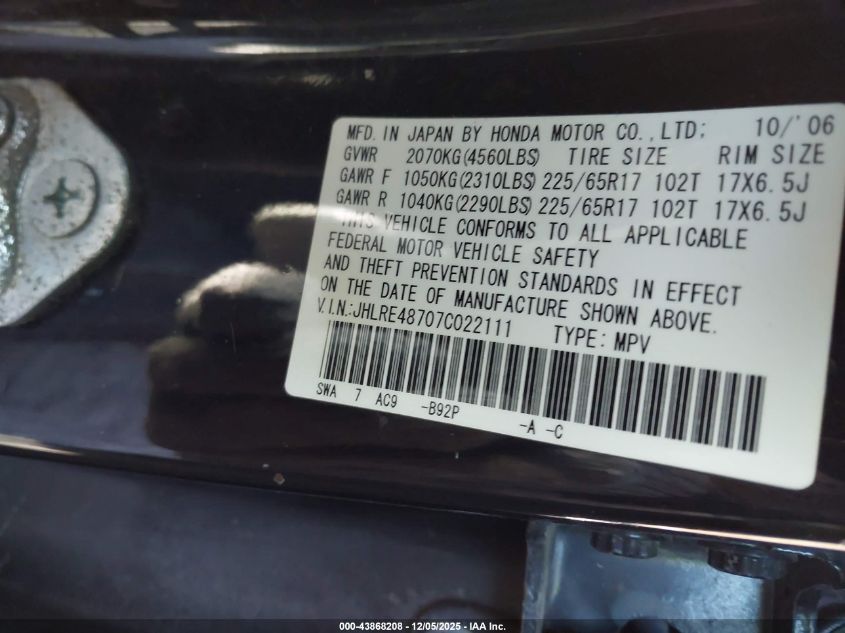 MFD. IN JAPAN BY HONDA MOTOR CO.,LTD; 10/'06
GVWR 2070KG(4560LBS) TIRE SIZE RIM SIZE
GAWR F 1050KG(2310LBS) 225/65R17 102T 17X6.5J
GAWR R 1040KG(2290LBS) 225/65R17 102T 17X6.5J
THIS VEHICLE CONFORMS TO ALL APPLICABLE
FEDERAL MOTOR VEHICLE SAFETY
AND THEFT PREVENTION STANDARDS IN EFFECT
ON THE DATE OF MANUFACTURE SHOWN ABOVE.
V.I.N.:JHLRE48707C022111 TYPE: MPV
SWA 7 AC9 -B92P -A -C
000-43868208 - 12/05/2025 - IAA Inc.